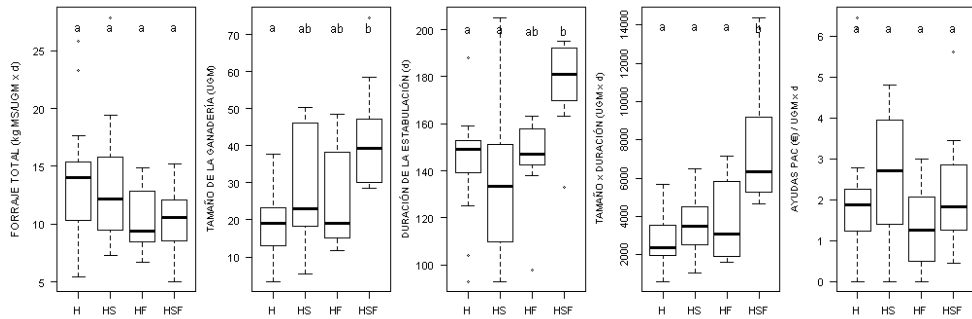 FORRAJE TOTAL (kg MS/UGM x d)
25
20
15
10
5
a a a a
H HS HF HSF
TAMAÑO DE LA GANADERÍA (UGM)
70
60
50
40
30
20
10
a ab ab b
H HS HF HSF
DURACIÓN DE LA ESTABULACIÓN (d)
200
180
160
140
120
100
a a ab b
H HS HF HSF
TAMAÑO x DURACIÓN (UGM x d)
14000
12000
10000
8000
6000
4000
2000
a a a b
H HS HF HSF
AYUDAS PAC (€) / UGM x d
6
5
4
3
2
1
0
a a a a
H HS HF HSF